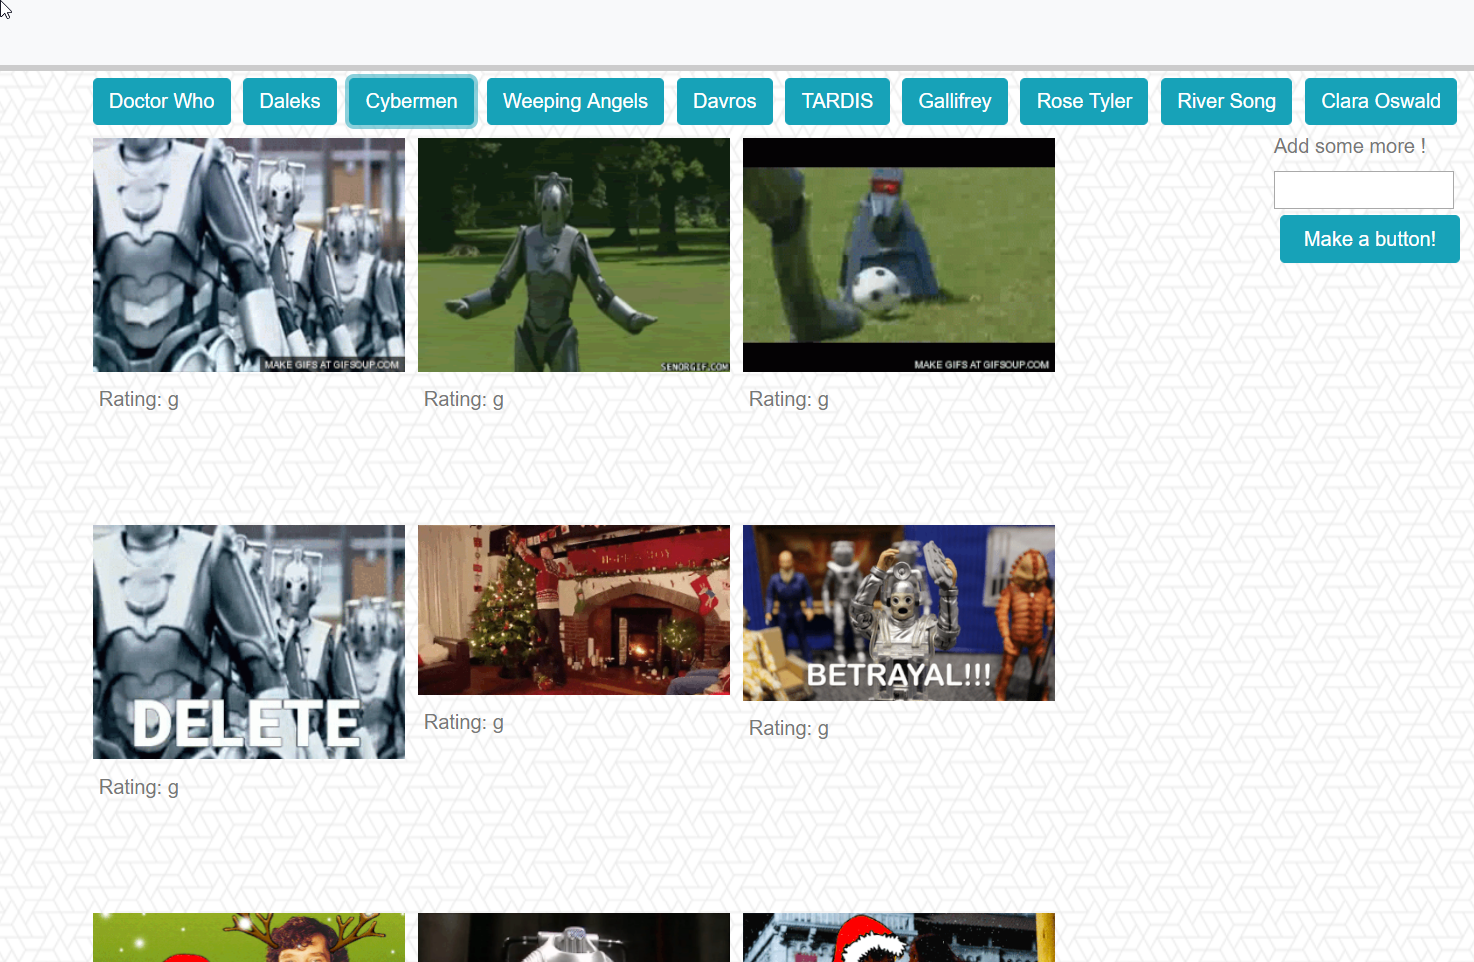 Doctor Who Daleks Cybermen Weeping Angels Davros TARDIS Gallifrey Rose Tyler River Song Clara Oswald
Add some more !
Make a button!
MAKE GIFS AT GIFSOUP.COM
SENORGIF.COM
MAKE GIFS AT GIFSOUP.COM
Rating: g
Rating: g
Rating: g
DELETE
BETRAYAL!!!
Rating: g
Rating: g
Rating: g